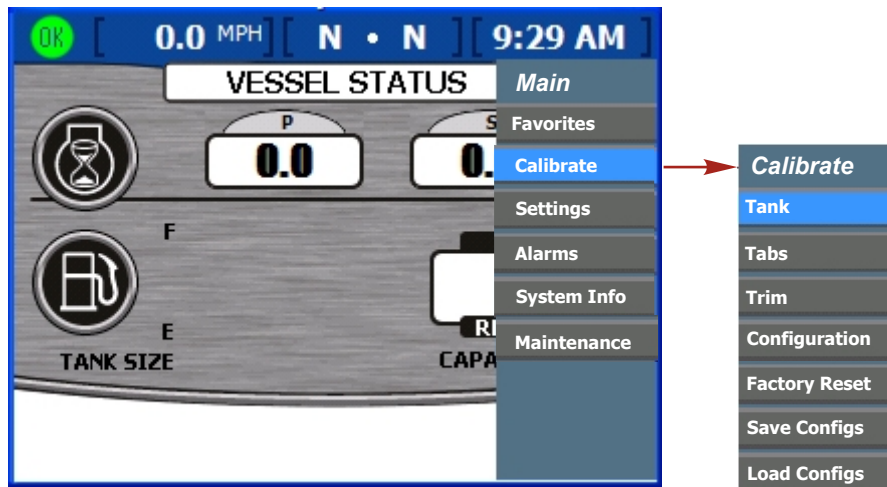 OK [ 0.0 MPH ] [ N • N ] [ 9:29 AM ]
VESSEL STATUS
P
S
0.0
0.
F
E
TANK SIZE
Main
Favorites
Calibrate
Settings
Alarms
System Info
Maintenance
Calibrate
Tank
Tabs
Trim
Configuration
Factory Reset
Save Configs
Load Configs